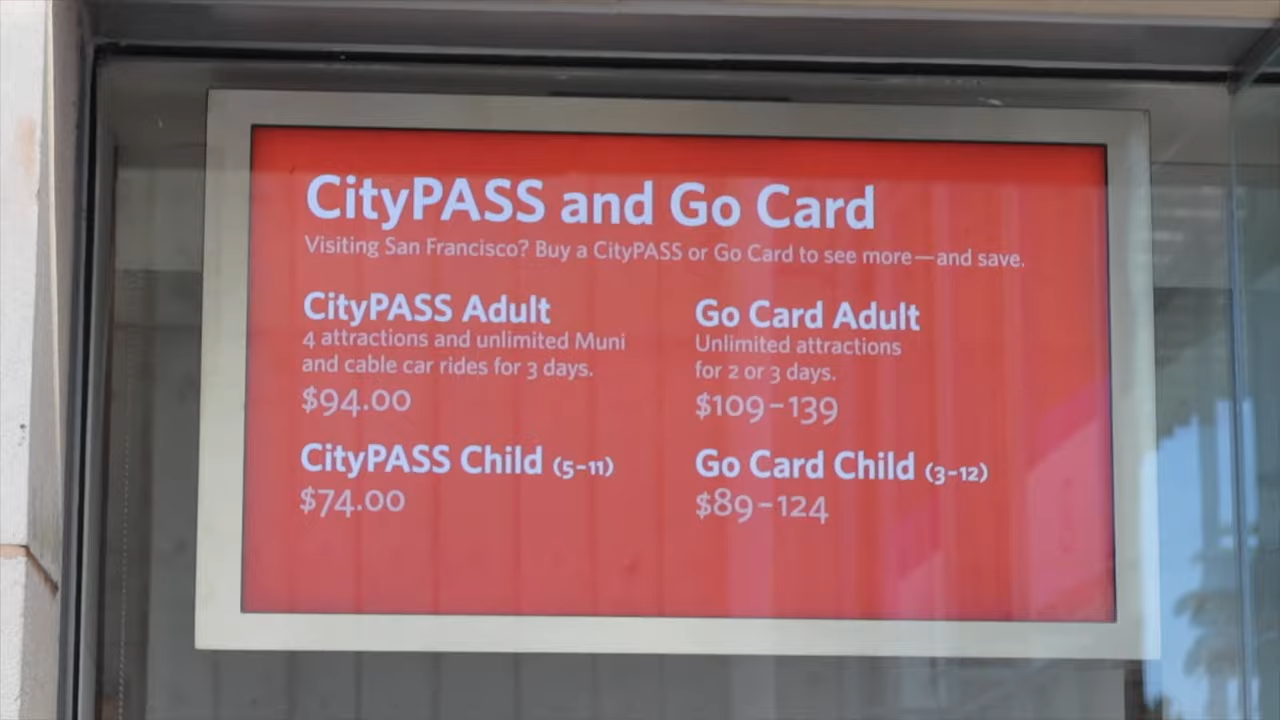 CityPASS and Go Card
Visiting San Francisco? Buy a CityPASS or Go Card to see more—and save.
CityPASS Adult
4 attractions and unlimited Muni
and cable car rides for 3 days.
$94.00
CityPASS Child (5–11)
$74.00
Go Card Adult
Unlimited attractions
for 2 or 3 days.
$109–139
Go Card Child (3–12)
$89–124